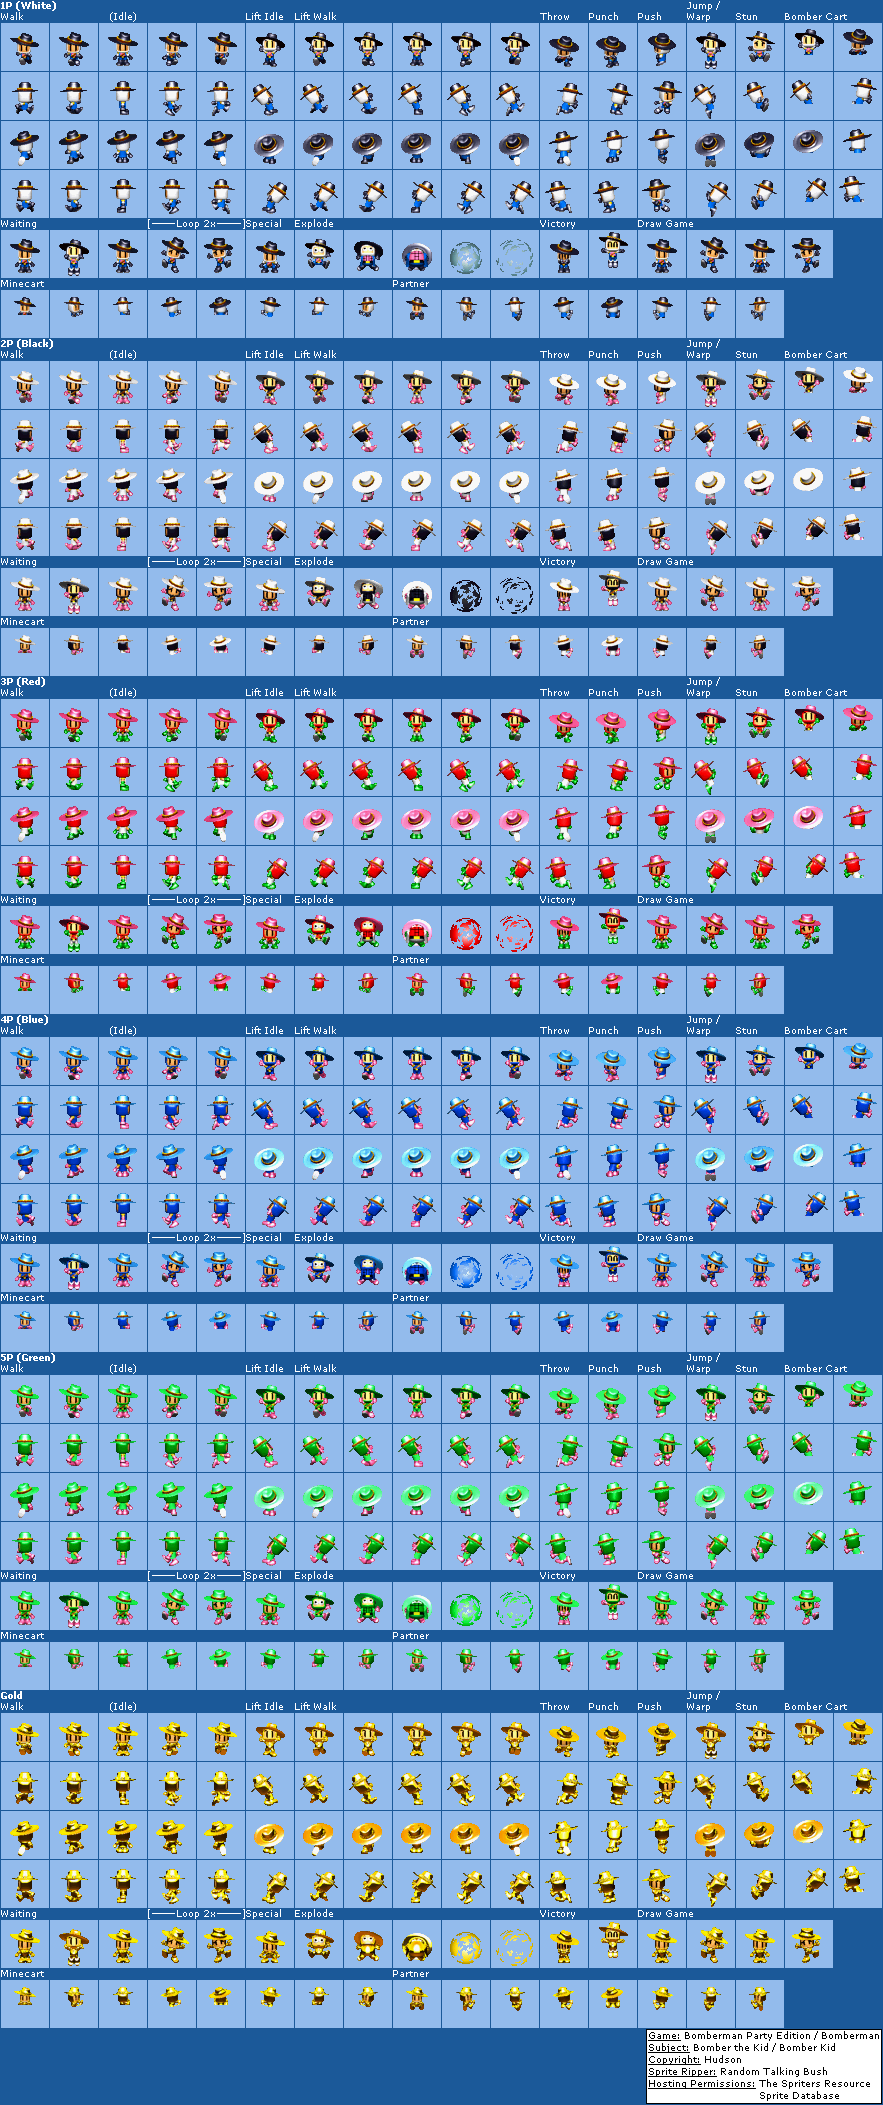 1P (White)
Jump /
Walk (Idle) Lift Idle Lift Walk Throw Punch Push Warp Stun Bomber Cart
Waiting [----Loop 2x----]Special Explode Victory Draw Game
Minecart Partner
2P (Black)
Jump /
Walk (Idle) Lift Idle Lift Walk Throw Punch Push Warp Stun Bomber Cart
Waiting [----Loop 2x----]Special Explode Victory Draw Game
Minecart Partner
3P (Red)
Jump /
Walk (Idle) Lift Idle Lift Walk Throw Punch Push Warp Stun Bomber Cart
Waiting [----Loop 2x----]Special Explode Victory Draw Game
Minecart Partner
4P (Blue)
Jump /
Walk (Idle) Lift Idle Lift Walk Throw Punch Push Warp Stun Bomber Cart
Waiting [----Loop 2x----]Special Explode Victory Draw Game
Minecart Partner
5P (Green)
Jump /
Walk (Idle) Lift Idle Lift Walk Throw Punch Push Warp Stun Bomber Cart
Waiting [----Loop 2x----]Special Explode Victory Draw Game
Minecart Partner
Gold
Jump /
Walk (Idle) Lift Idle Lift Walk Throw Punch Push Warp Stun Bomber Cart
Waiting [----Loop 2x----]Special Explode Victory Draw Game
Minecart Partner
Game: Bomberman Party Edition / Bomberman
Subject: Bomber the Kid / Bomber Kid
Copyright: Hudson
Sprite Ripper: Random Talking Bush
Hosting Permissions: The Spriters Resource
Sprite Database